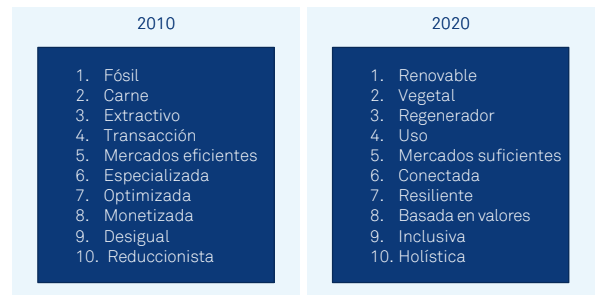 2010
1. Fósil
2. Carne
3. Extractivo
4. Transacción
5. Mercados eficientes
6. Especializada
7. Optimizada
8. Monetizada
9. Desigual
10. Reduccionista
2020
1. Renovable
2. Vegetal
3. Regenerador
4. Uso
5. Mercados suficientes
6. Conectada
7. Resiliente
8. Basada en valores
9. Inclusiva
10. Holística